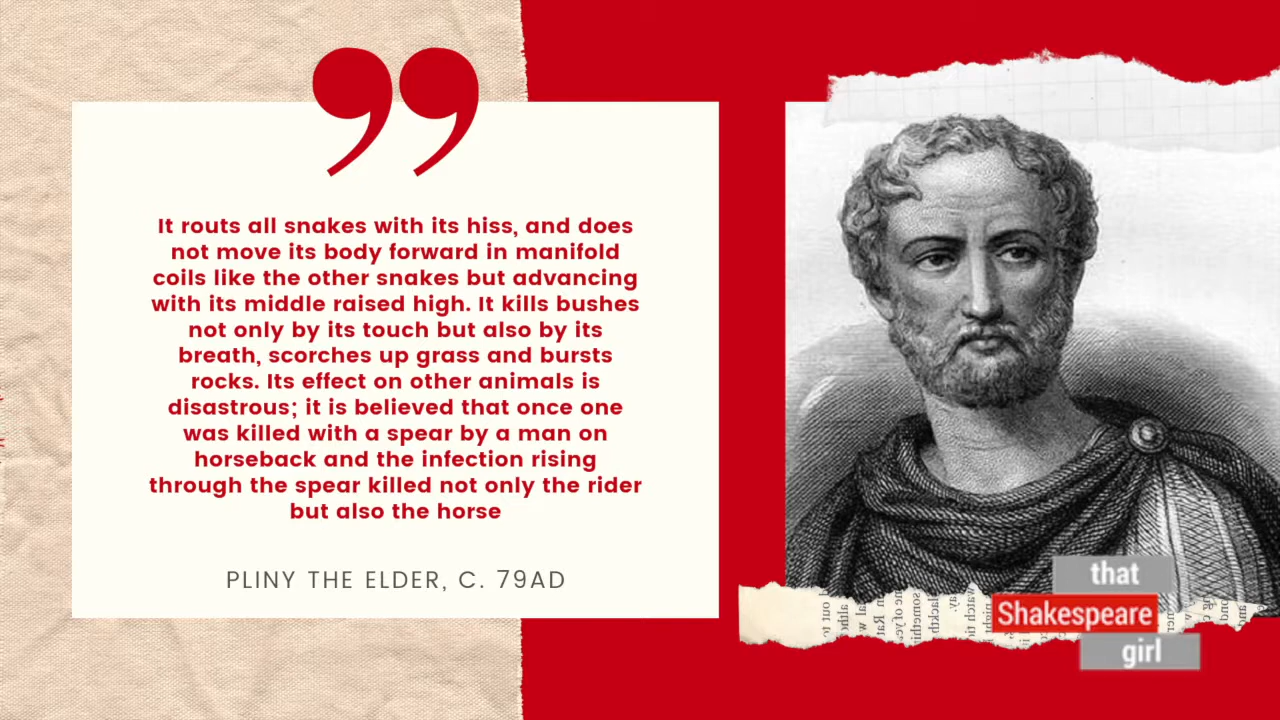 It routs all snakes with its hiss, and does
not move its body forward in manifold
coils like the other snakes but advancing
with its middle raised high. It kills bushes
not only by its touch but also by its
breath, scorches up grass and bursts
rocks. Its effect on other animals is
disastrous; it is believed that once one
was killed with a spear by a man on
horseback and the infection rising
through the spear killed not only the rider
but also the horse
PLINY THE ELDER, C. 79AD
that
Shakespeare
girl